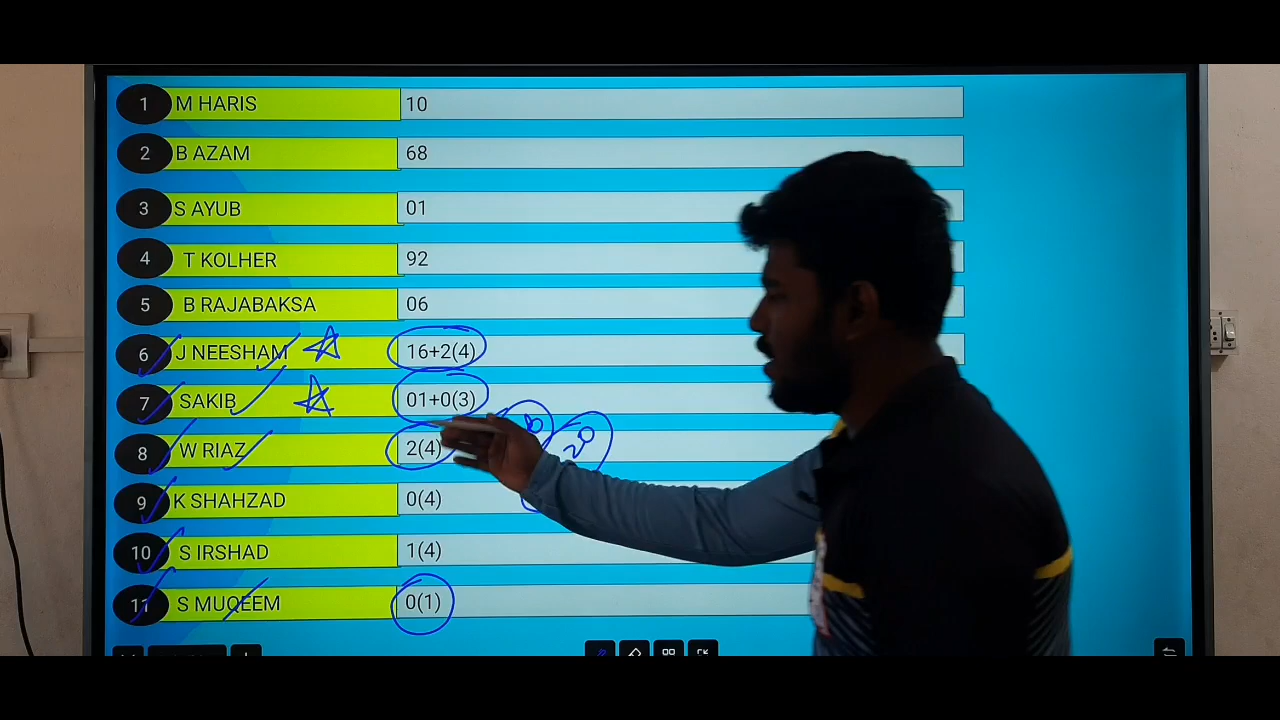 1 M HARIS 10
2 B AZAM 68
3 S AYUB 01
4 T KOLHER 92
5 B RAJABAKSA 06
6 J NEESHAM 16+2(4)
7 SAKIB 01+0(3)
8 W RIAZ 2(4) 20
9 K SHAHZAD 0(4)
10 S IRSHAD 1(4)
11 S MUQEEM 0(1)